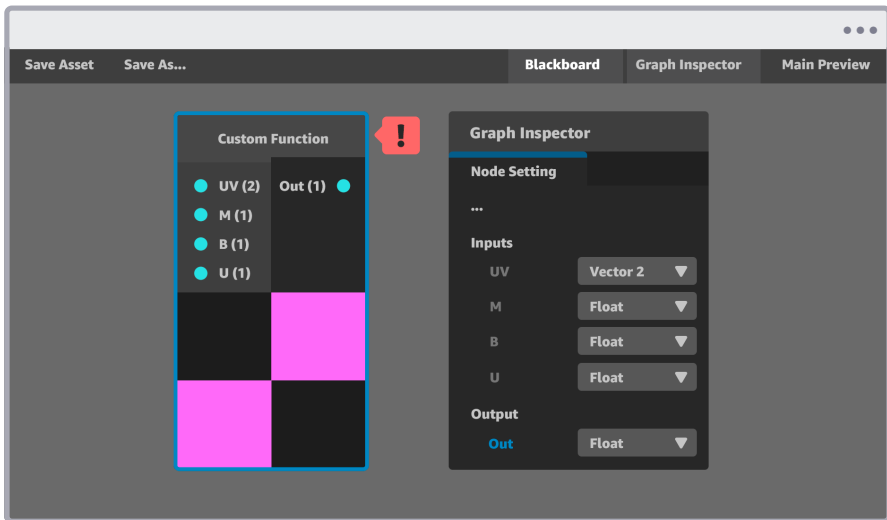 Save Asset Save As... Blackboard Graph Inspector Main Preview
Custom Function
!
UV (2) Out (1)
M (1)
B (1)
U (1)
Graph Inspector
Node Setting
...
Inputs
UV Vector 2
M Float
B Float
U Float
Output
Out Float